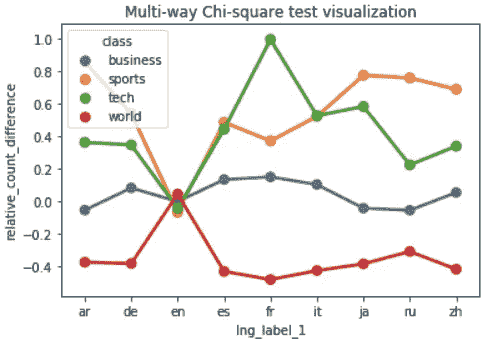 Multi-way Chi-square test visualization
class
business
sports
tech
world
1.0
0.8
0.6
0.4
0.2
0.0
−0.2
−0.4
relative_count_difference
ar de en es fr it ja ru zh
lng_label_1